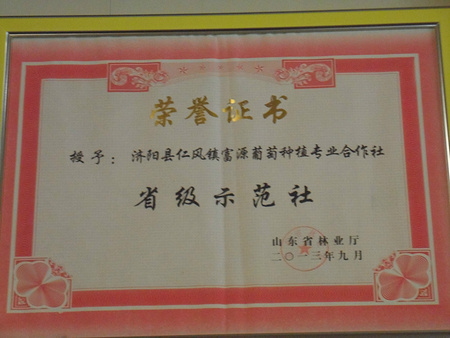 荣誉证书
授予：济阳县仁风镇富源葡萄种植专业合作社
省级示范社
山东省林业厅
二〇一三年九月